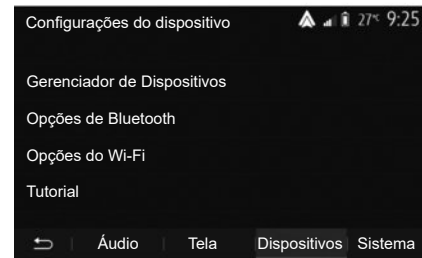 Configurações do dispositivo 27°C 9:25
Gerenciador de Dispositivos
Opções de Bluetooth
Opções do Wi-Fi
Tutorial
Áudio Tela Dispositivos Sistema